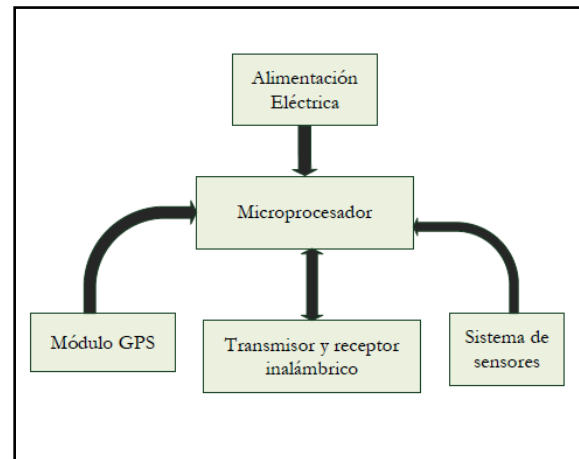 Alimentación
Eléctrica
Microprocesador
Módulo GPS
Transmisor y receptor
inalámbrico
Sistema de
sensores